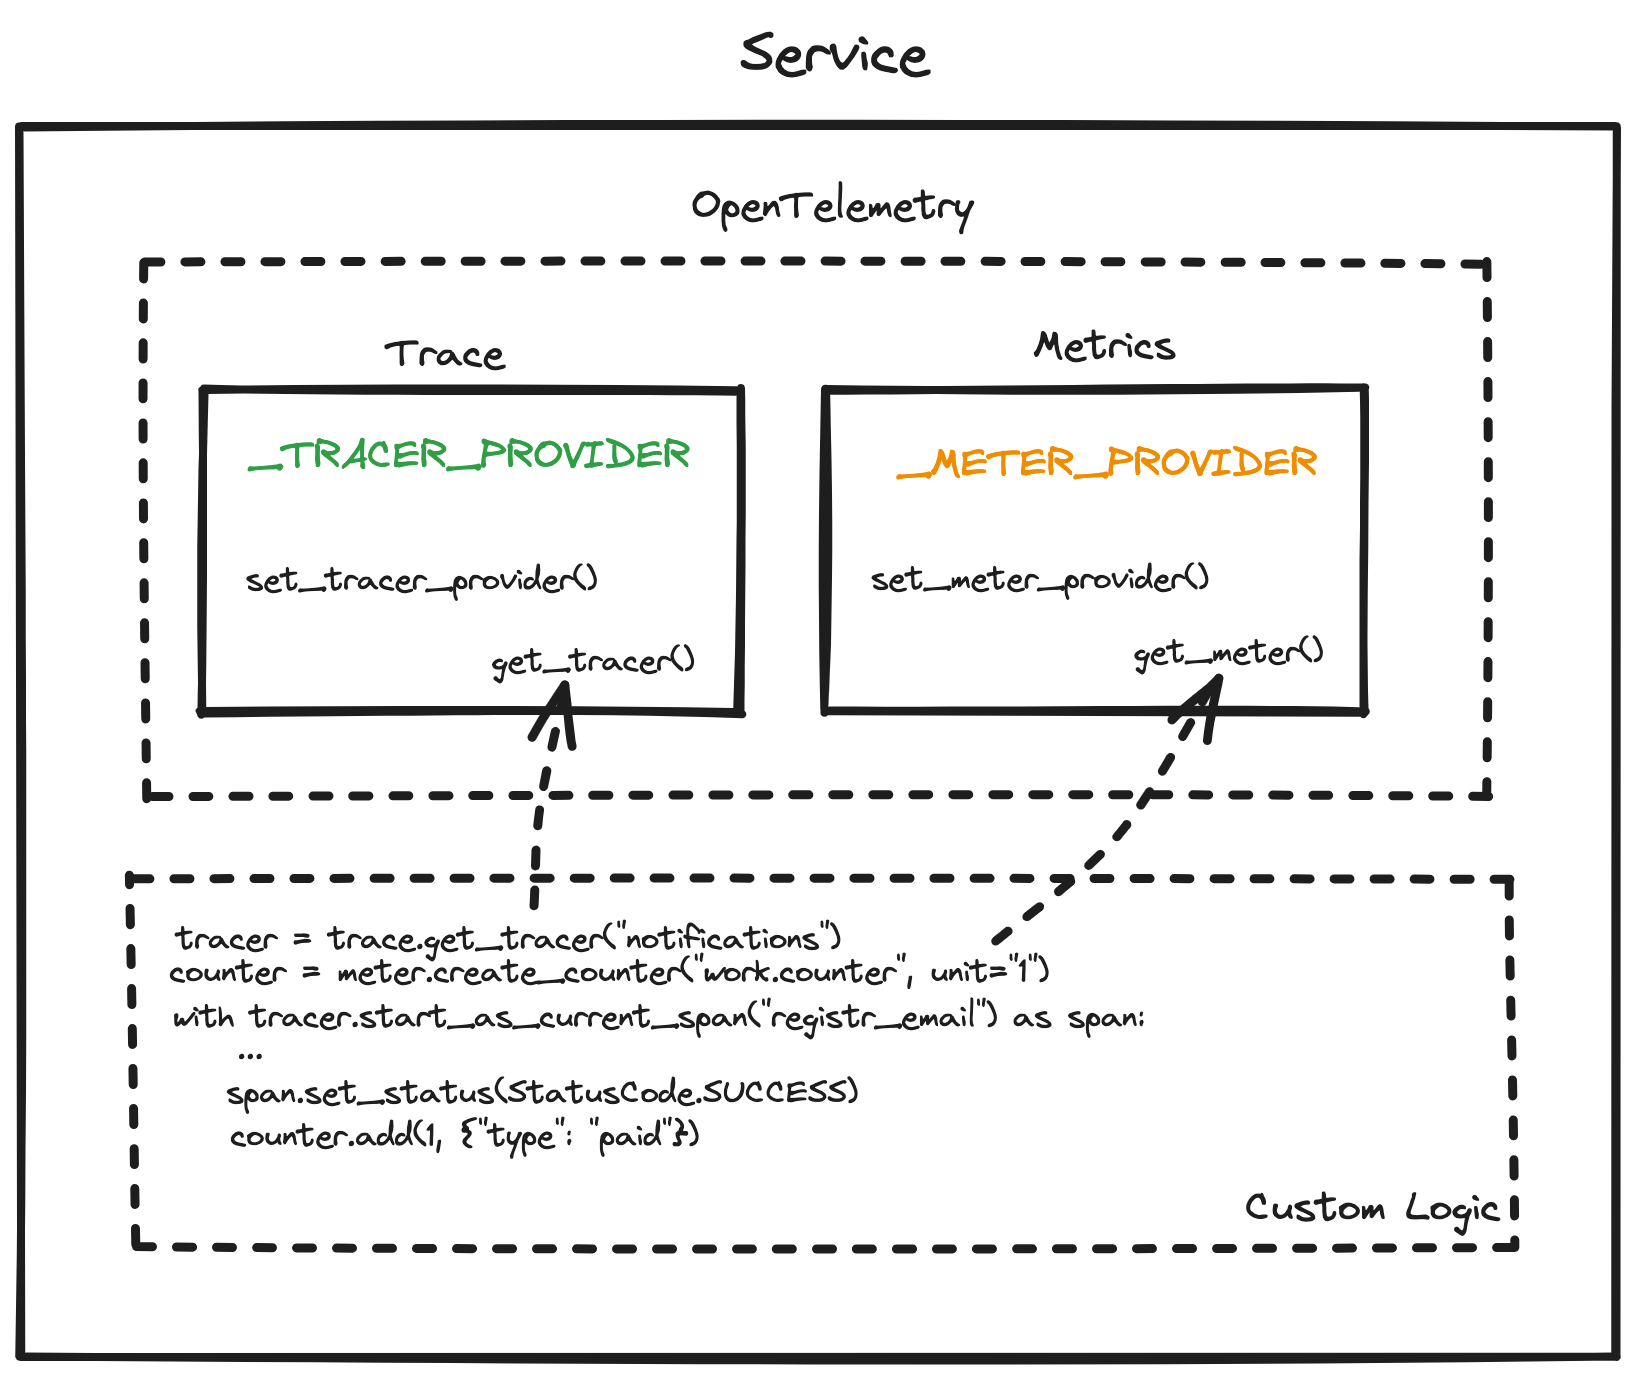 Service
OpenTelemetry
Trace
_TRACER_PROVIDER
set_tracer_provider()
get_tracer()
Metrics
_METER_PROVIDER
set_meter_provider()
get_meter()
tracer = trace.get_tracer("notifications")
counter = meter.create_counter("work.counter", unit="1")
with tracer.start_as_current_span("registr_email") as span:
...
span.set_status(StatusCode.SUCCESS)
counter.add(1, {"type": "paid"})
Custom Logic